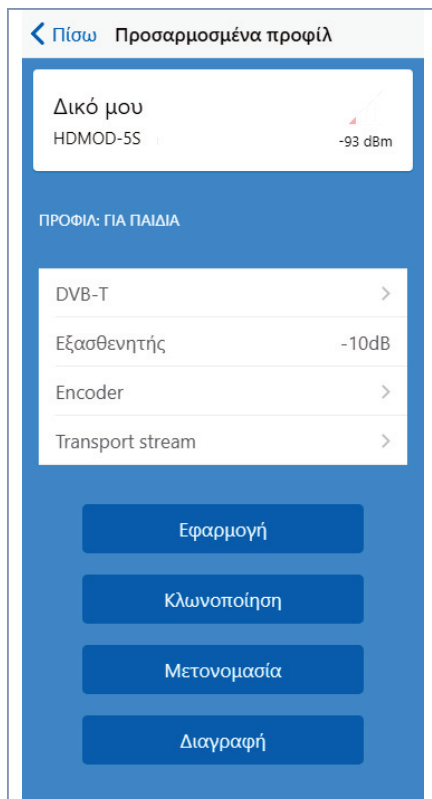 Πίσω Προσαρμοσμένα προφίλ
Δικό μου
HDMOD-5S -93 dBm
ΠΡΟΦΙΛ: ΓΙΑ ΠΑΙΔΙΑ
DVB-T
Εξασθενητής -10dB
Encoder
Transport stream
Εφαρμογή
Κλωνοποίηση
Μετονομασία
Διαγραφή